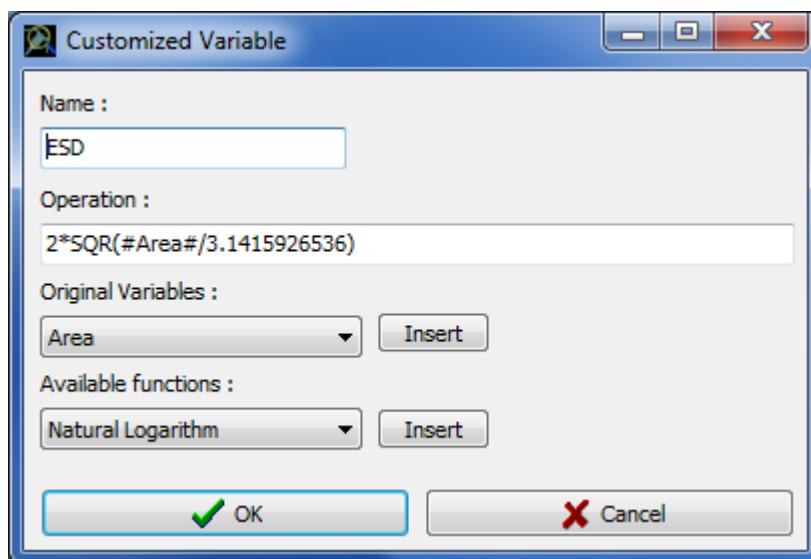 Customized Variable
Name :
ESD
Operation :
2*SQR(#Area#/3.1415926536)
Original Variables :
Area Insert
Available functions :
Natural Logarithm Insert
OK Cancel